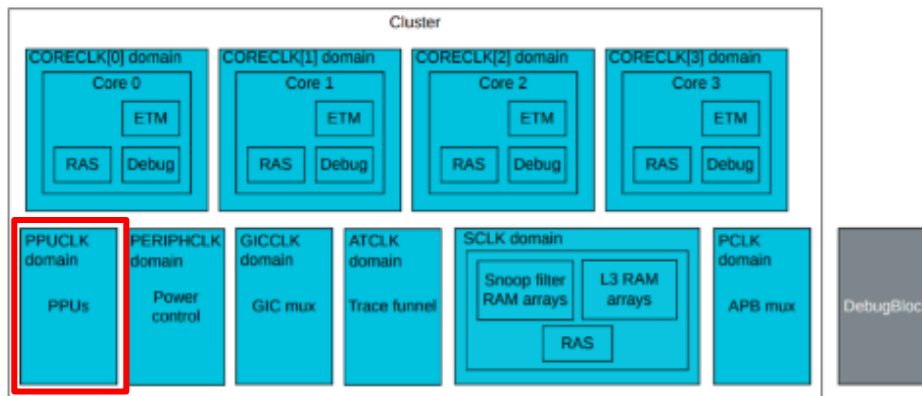 Cluster
CORECLK[0] domain
Core 0
ETM
RAS
Debug
CORECLK[1] domain
Core 1
ETM
RAS
Debug
CORECLK[2] domain
Core 2
ETM
RAS
Debug
CORECLK[3] domain
Core 3
ETM
RAS
Debug
PPUCLK
domain
PPUs
PERIPHCLK
domain
Power
control
GICCLK
domain
GIC mux
ATCLK
domain
Trace funnel
SCLK domain
Snoop filter
RAM arrays
L3 RAM
arrays
RAS
PCLK
domain
APB mux
DebugBloc